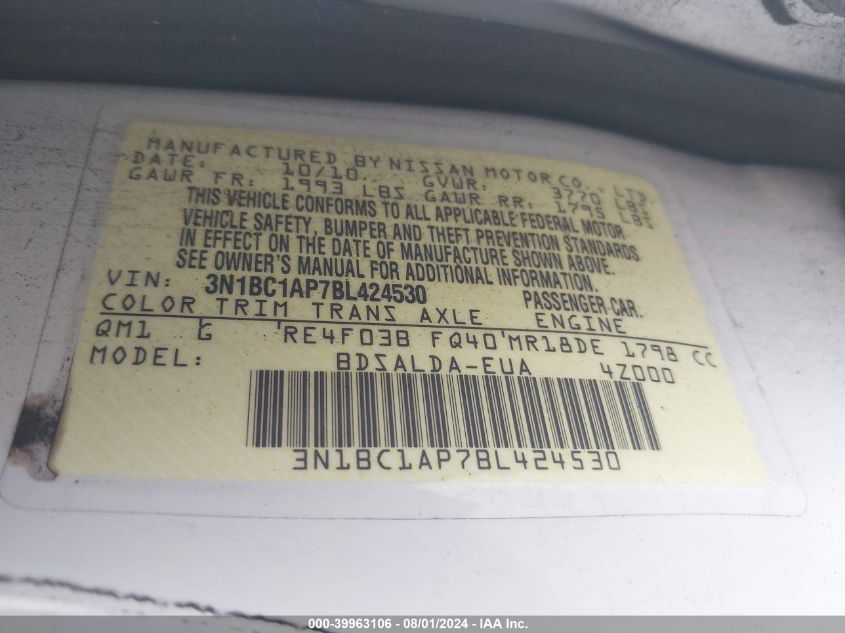 MANUFACTURED BY NISSAN MOTOR CO., LTD.
DATE: 10/10 GVWR: 3770 LBS
GAWR FR: 1993 LBS GAWR RR: 1795 LBS
THIS VEHICLE CONFORMS TO ALL APPLICABLE FEDERAL MOTOR
VEHICLE SAFETY, BUMPER AND THEFT PREVENTION STANDARDS
IN EFFECT ON THE DATE OF MANUFACTURE SHOWN ABOVE.
SEE OWNER'S MANUAL FOR ADDITIONAL INFORMATION.
VIN: 3N1BC1AP7BL424530 PASSENGER CAR.
COLOR TRIM TRANS AXLE ENGINE
QM1 G RE4F03B FQ40 MR18DE 1798 CC
MODEL: BDSALDA-EUA 4Z000
3N1BC1AP7BL424530
000-39963106 - 08/01/2024 - IAA Inc.